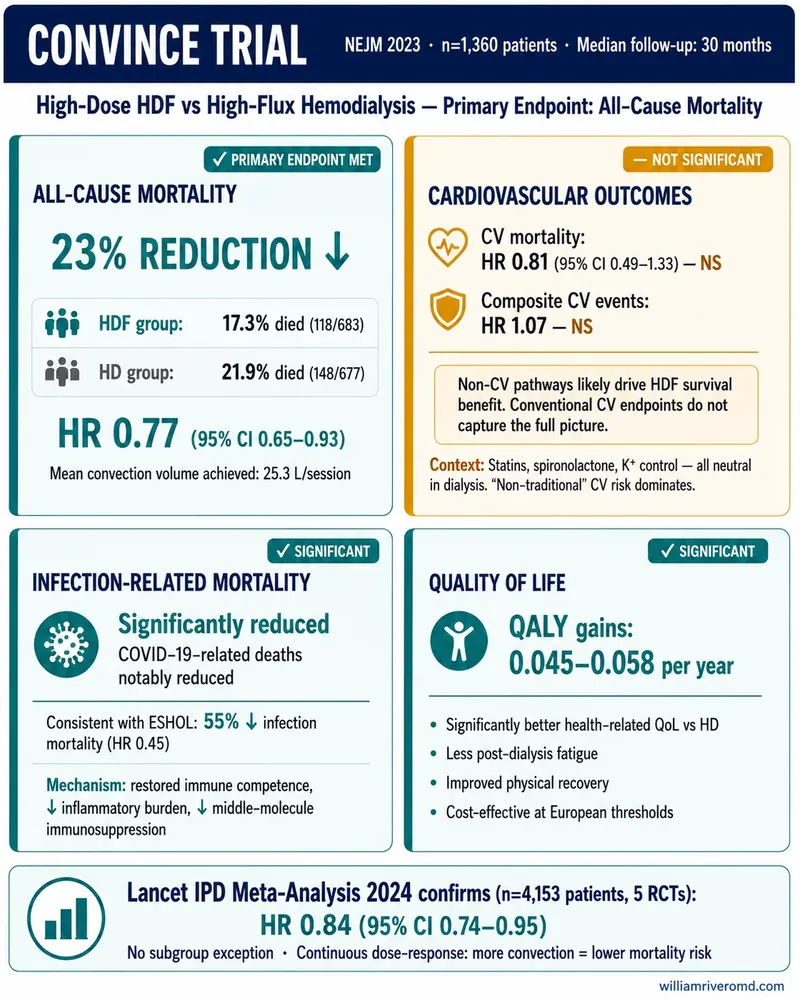 CONVINCE TRIAL
NEJM 2023 · n=1,360 patients · Median follow-up: 30 months
High-Dose HDF vs High-Flux Hemodialysis — Primary Endpoint: All-Cause Mortality
✓ PRIMARY ENDPOINT MET
ALL-CAUSE MORTALITY
23% REDUCTION ↓
HDF group: 17.3% died (118/683)
HD group: 21.9% died (148/677)
HR 0.77 (95% CI 0.65–0.93)
Mean convection volume achieved: 25.3 L/session
— NOT SIGNIFICANT
CARDIOVASCULAR OUTCOMES
CV mortality:
HR 0.81 (95% CI 0.49–1.33) — NS
Composite CV events:
HR 1.07 — NS
Non-CV pathways likely drive HDF survival
benefit. Conventional CV endpoints do not
capture the full picture.
Context: Statins, spironolactone, K⁺ control — all neutral
in dialysis. “Non-traditional” CV risk dominates.
✓ SIGNIFICANT
INFECTION-RELATED MORTALITY
Significantly reduced
COVID-19-related deaths
notably reduced
Consistent with ESHOL: 55% ↓ infection
mortality (HR 0.45)
Mechanism: restored immune competence,
↓ inflammatory burden, ↓ middle-molecule
immunosuppression
✓ SIGNIFICANT
QUALITY OF LIFE
QALY gains:
0.045–0.058 per year
• Significantly better health-related QoL vs HD
• Less post-dialysis fatigue
• Improved physical recovery
• Cost-effective at European thresholds
Lancet IPD Meta-Analysis 2024 confirms (n=4,153 patients, 5 RCTs):
HR 0.84 (95% CI 0.74–0.95)
No subgroup exception · Continuous dose-response: more convection = lower mortality risk
williamriveromd.com